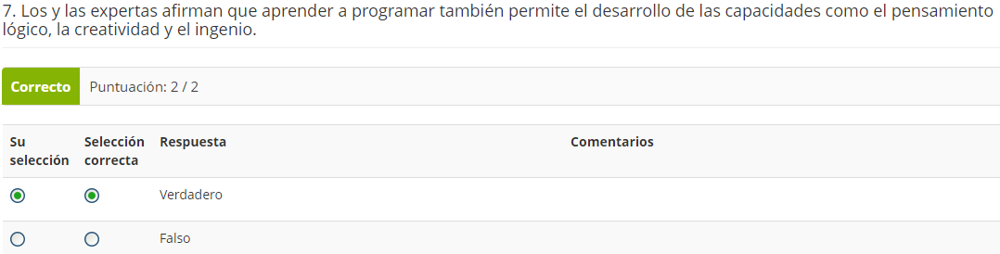 7. Los y las expertas afirman que aprender a programar también permite el desarrollo de las capacidades como el pensamiento
lógico, la creatividad y el ingenio.
Correcto Puntuación: 2 / 2
Su selección Selección correcta Respuesta Comentarios
Verdadero
Falso